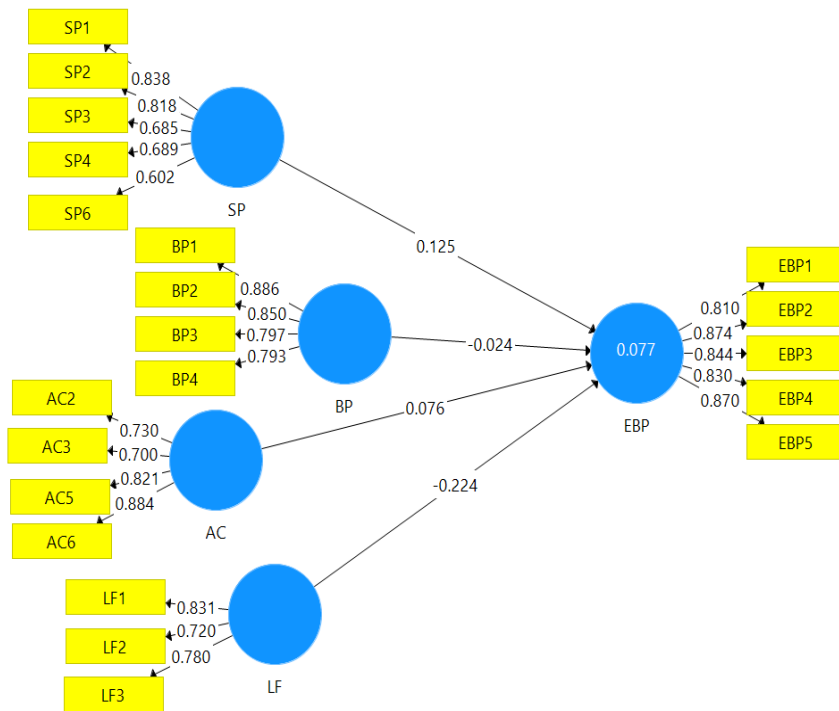 SP1
SP2
SP3
SP4
SP6
0.838
0.818
0.685
0.689
0.602
SP
0.125
BP1
BP2
BP3
BP4
0.886
0.850
0.797
0.793
BP
-0.024
AC2
AC3
AC5
AC6
0.730
0.700
0.821
0.884
AC
0.076
LF1
LF2
LF3
0.831
0.720
0.780
LF
-0.224
0.077
EBP
0.810
0.874
0.844
0.830
0.870
EBP1
EBP2
EBP3
EBP4
EBP5